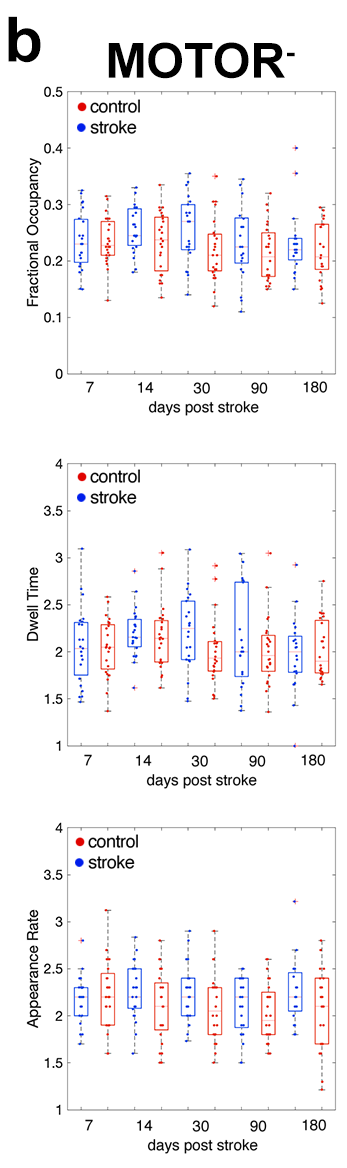 b
MOTOR-
0.5
control
stroke
0.4
0.3
0.2
0.1
0
Fractional Occupancy
7 14 30 90 180
days post stroke
4
control
stroke
3.5
3
2.5
2
1.5
1
Dwell Time
7 14 30 90 180
days post stroke
4
control
stroke
3.5
3
2.5
2
1.5
1
Appearance Rate
7 14 30 90 180
days post stroke